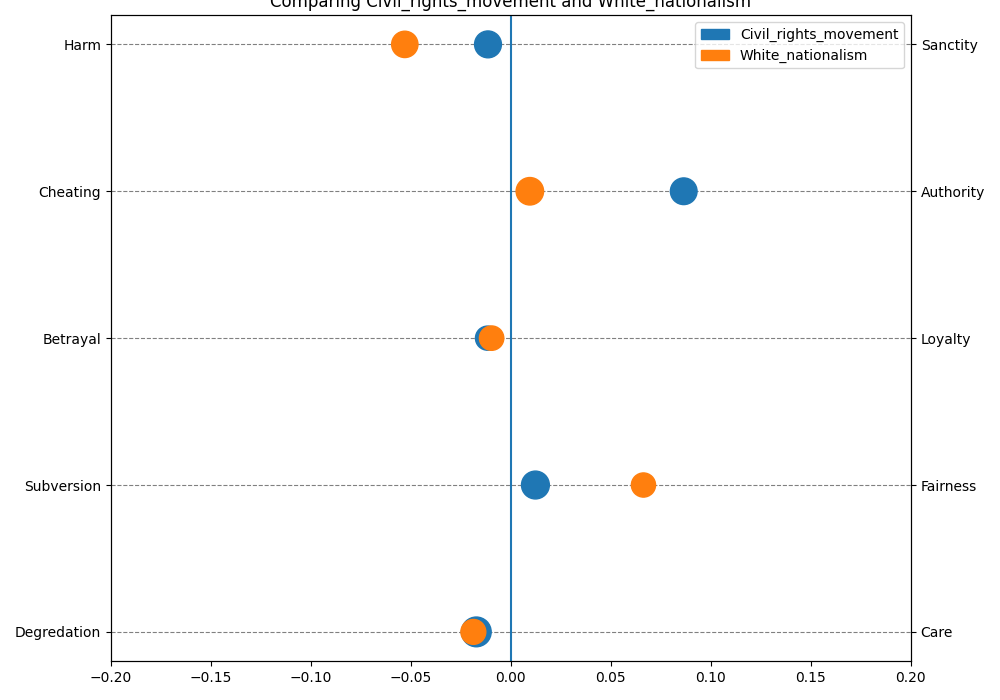 Comparing Civil_rights_movement and White_nationalism
Civil_rights_movement
White_nationalism
Harm
Sanctity
Cheating
Authority
Betrayal
Loyalty
Subversion
Fairness
Degredation
Care
−0.20 −0.15 −0.10 −0.05 0.00 0.05 0.10 0.15 0.20